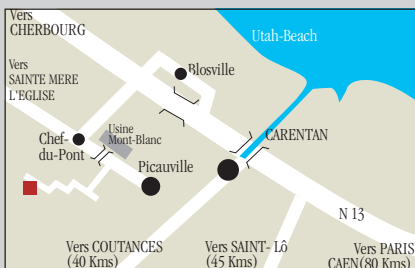 Vers
CHERBOURG
Utah-Beach
Vers
SAINTE MERE
L'EGLISE
Blosville
Usine
Mont-Blanc
Chef-
du-Pont
CARENTAN
Picauville
N 13
Vers COUTANCES
(40 Kms)
Vers SAINT- Lô
(45 Kms)
Vers PARIS
CAEN(80 Kms)